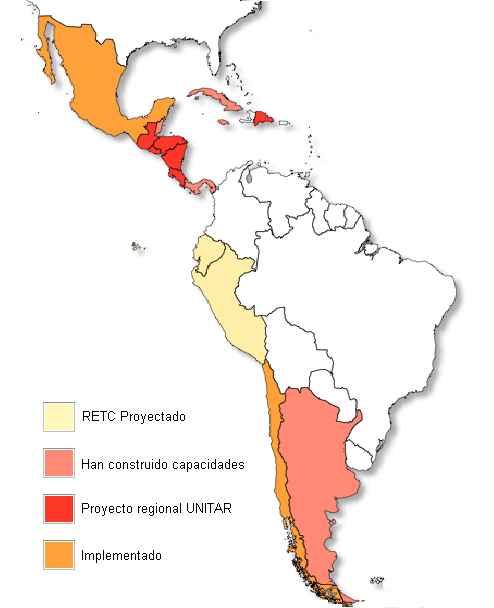 RETC Proyectado
Han construido capacidades
Proyecto regional UNITAR
Implementado